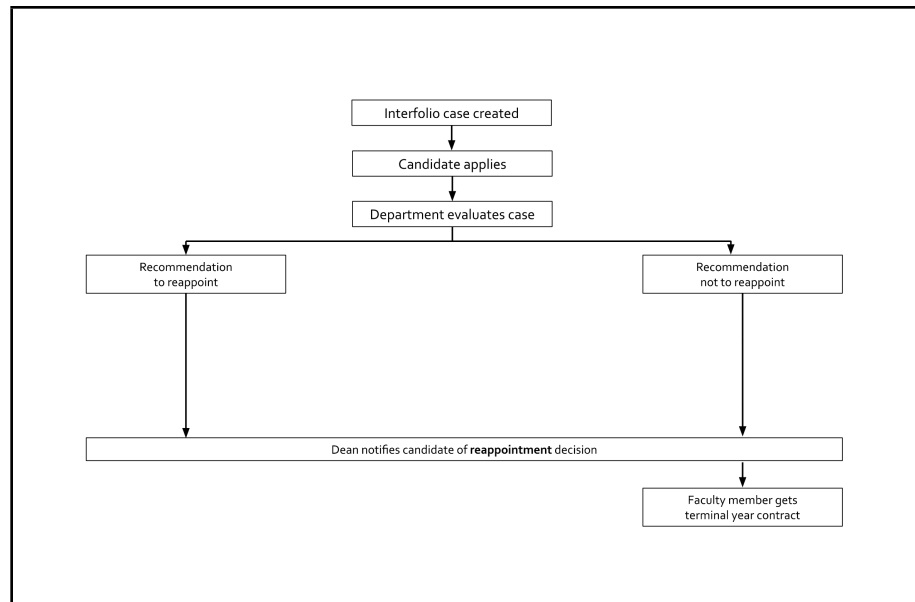 Interfolio case created
Candidate applies
Department evaluates case
Recommendation
to reappoint
Recommendation
not to reappoint
Dean notifies candidate of reappointment decision
Faculty member gets
terminal year contract